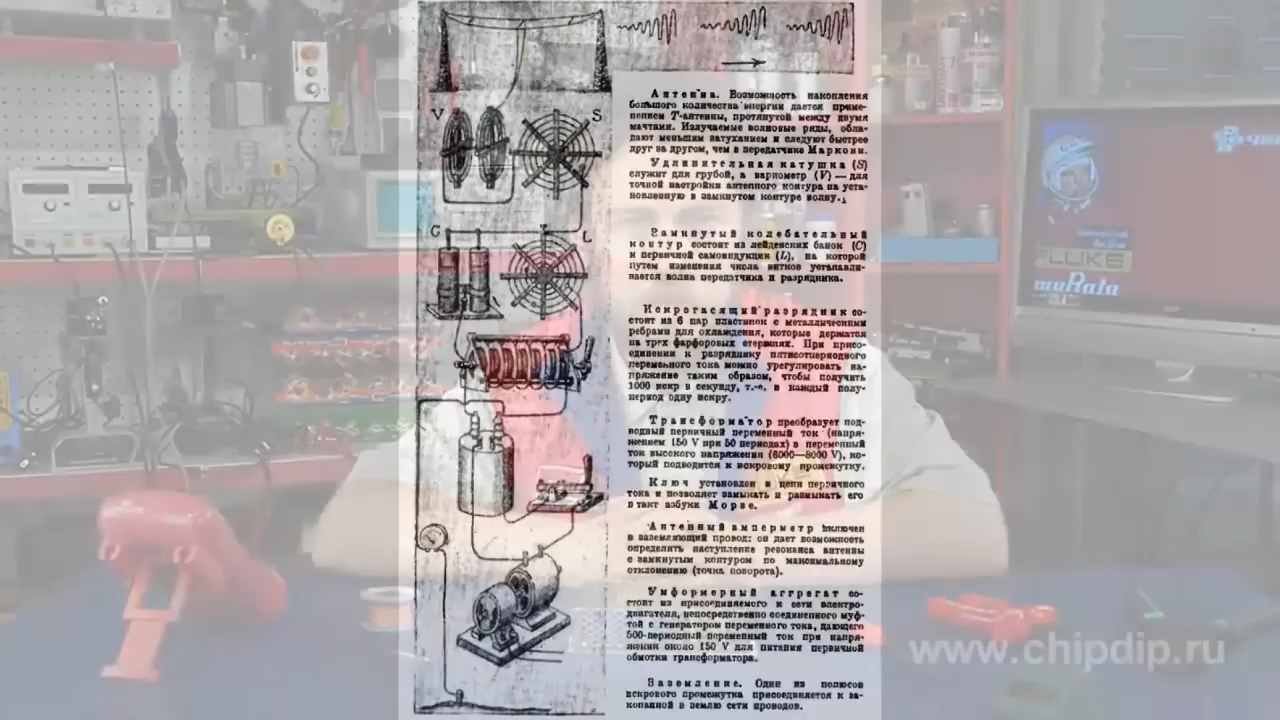 Антенна. Возможность накопления
большого количества энергии дается приме-
нением Т-антенны, протянутой между двумя
мачтами. Излучаемые волновые ряды, обла-
дают меньшим затуханием и следуют быстрее
друг за другом, чем в передатчике Маркони.
Удлинительная катушка (S)
служит для грубой, а вариометр (V) — для
точной настройки антенного контура на уста-
новленную в замкнутом контуре волну.
V
S
Замкнутый колебательный
контур состоит из лейденских банок (C)
и первичной самоиндукции (L), на которой
путем изменения числа витков устанавли-
вается волна передатчика и разрядника.
C
L
Искрогасящий разрядник со-
стоит из 6 пар пластинок с металлическими
ребрами для охлаждения, которые держатся
на трех фарфоровых стержнях. При присо-
единении к разряднику пятисотпериодного
переменного тока можно урегулировать на-
пряжение таким образом, чтобы получить
1000 искр в секунду, т.-е. в каждый полу-
период одну искру.
Трансформатор преобразует под-
водный первичный переменный ток (напря-
жением 150 V при 50 периодах) в переменный
ток высокого напряжения (6000—8000 V), ко-
торый подводится к искровому промежутку.
Ключ установлен в цепи первичного
тока и позволяет замыкать и размыкать его
в такт азбуки Морзе.
Антенный амперметр включен
в заземляющий провод: он дает возможность
определить наступление резонанса антенны
с замкнутым контуром по максимальному
отклонению (точка поворота).
Умформерный аггрегат со-
стоит из присоединяемого к сети электро-
двигателя, непосредственно соединенного муф-
той с генератором переменного тока, дающего
500-периодный переменный ток при напря-
жении около 150 V для питания первичной
обмотки трансформатора.
Заземление. Один из полюсов
искрового промежутка присоединяется к за-
копанной в землю сети проводов.
FLUKE
muRata
www.chipdip.ru